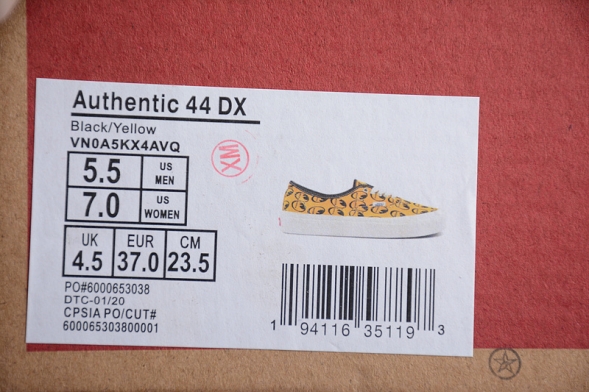 Authentic 44 DX
Black/Yellow
VN0A5KX4AVQ
5.5 US MEN
7.0 US WOMEN
UK EUR CM
4.5 37.0 23.5
PO#6000653038
DTC-01/20
CPSIA PO/CUT#
600065303800001
XM
1 94116 35119 3